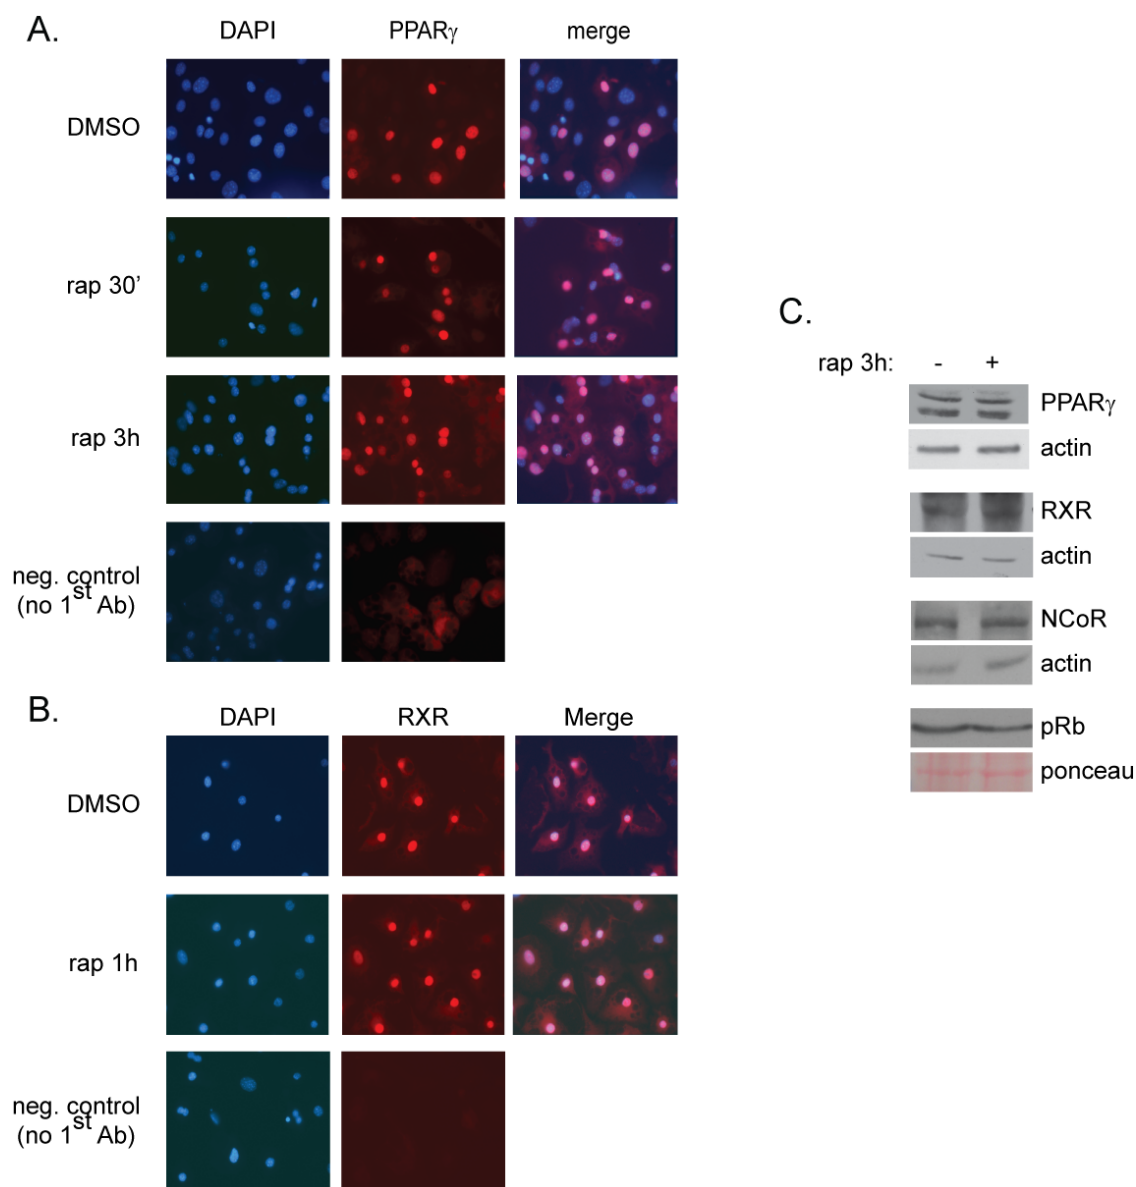 A.
DAPI PPARγ merge
DMSO
rap 30’
rap 3h
neg. control
(no 1st Ab)
B.
DAPI RXR Merge
DMSO
rap 1h
neg. control
(no 1st Ab)
C.
rap 3h: - +
PPARγ
actin
RXR
actin
NCoR
actin
pRb
ponceau